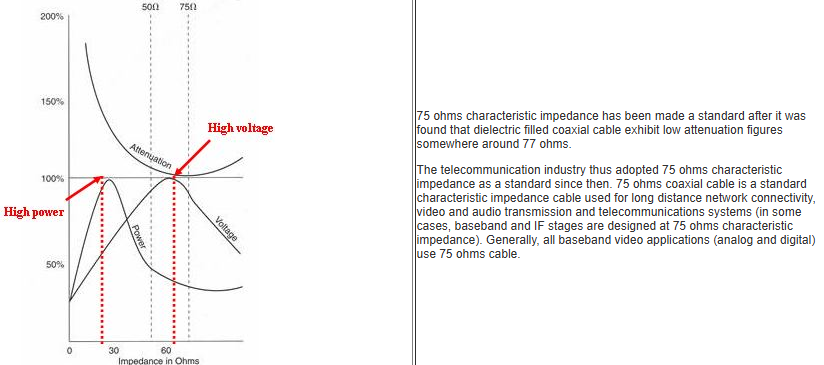 50Ω 75Ω
200%
150%
High voltage
Attenuation
100%
High power
Power
Voltage
50%
0 30 60
Impedance in Ohms
75 ohms characteristic impedance has been made a standard after it was
found that dielectric filled coaxial cable exhibit low attenuation figures
somewhere around 77 ohms.
The telecommunication industry thus adopted 75 ohms characteristic
impedance as a standard since then. 75 ohms coaxial cable is a standard
characteristic impedance cable used for long distance network connectivity,
video and audio transmission and telecommunications systems (in some
cases, baseband and IF stages are designed at 75 ohms characteristic
impedance). Generally, all baseband video applications (analog and digital)
use 75 ohms cable.